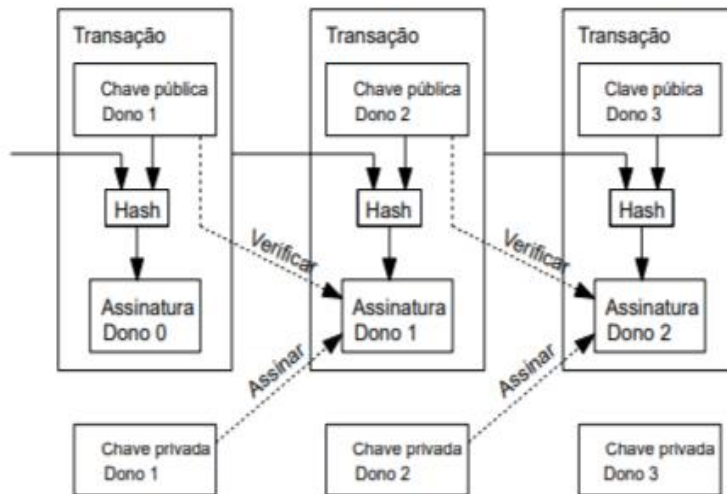 Transação
Transação
Transação
Chave pública
Dono 1
Chave pública
Dono 2
Clave púbica
Dono 3
Hash
Hash
Hash
Verificar
Verificar
Assinatura
Dono 0
Assinatura
Dono 1
Assinatura
Dono 2
Assinar
Assinar
Chave privada
Dono 1
Chave privada
Dono 2
Chave privada
Dono 3